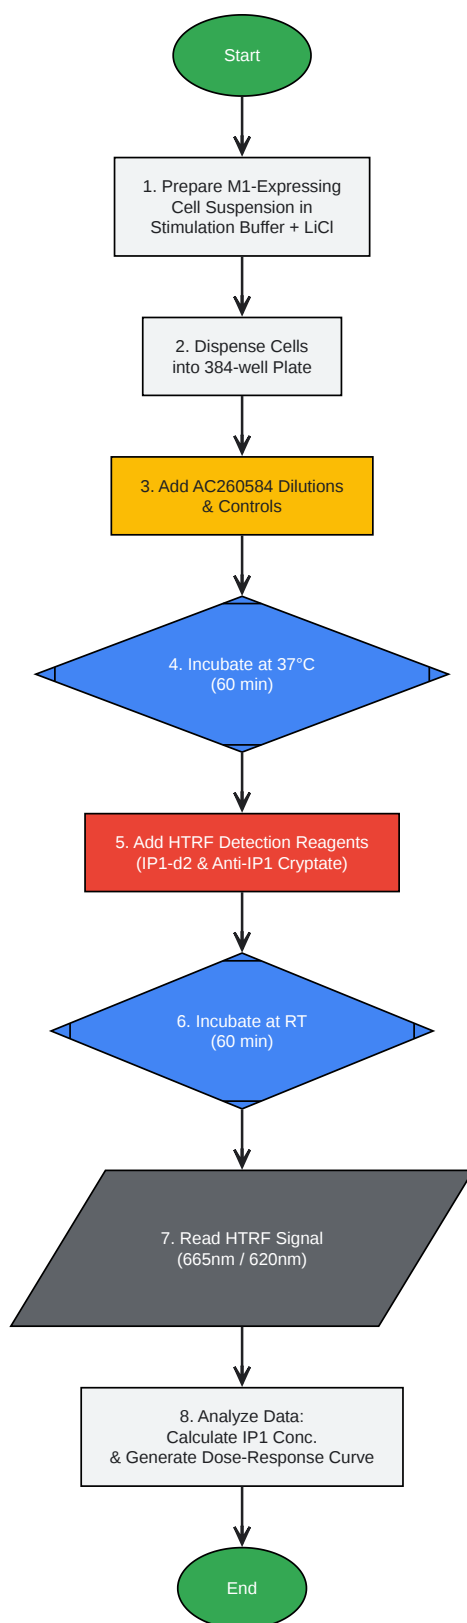 Start
1. Prepare M1-Expressing
Cell Suspension in
Stimulation Buffer + LiCl
2. Dispense Cells
into 384-well Plate
3. Add AC260584 Dilutions
& Controls
4. Incubate at 37°C
(60 min)
5. Add HTRF Detection Reagents
(IP1-d2 & Anti-IP1 Cryptate)
6. Incubate at RT
(60 min)
7. Read HTRF Signal
(665nm / 620nm)
8. Analyze Data:
Calculate IP1 Conc.
& Generate Dose-Response Curve
End